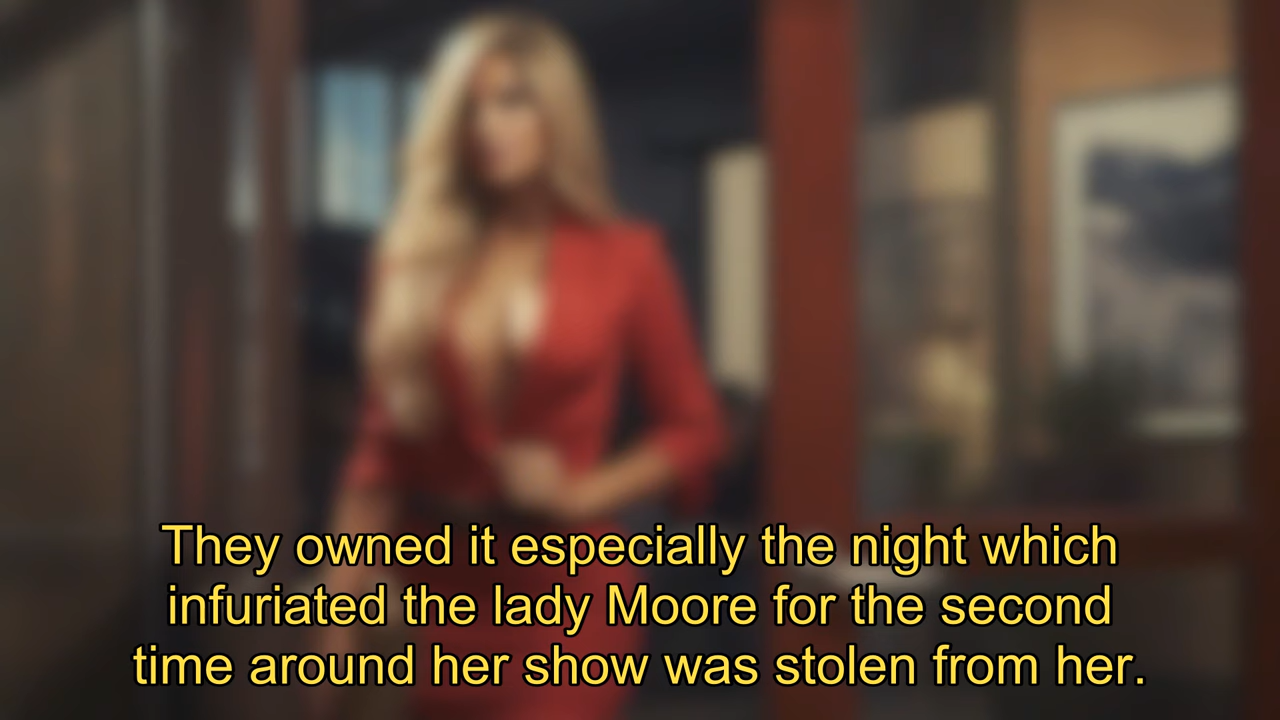 They owned it especially the night which
infuriated the lady Moore for the second
time around her show was stolen from her.